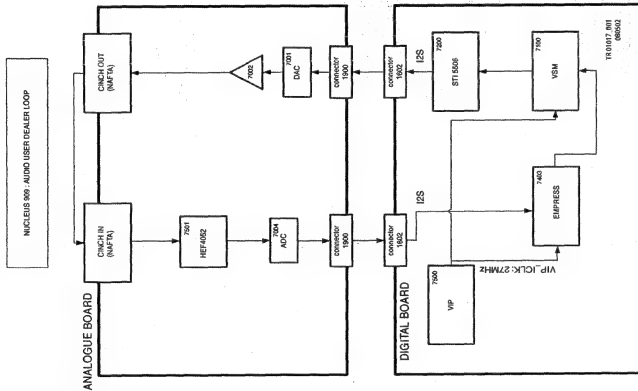 NUCLEUS 909 : AUDIO USER DEALER LOOP
ANALOGUE BOARD
CINCH IN
(NAFTA)
CINCH OUT
(NAFTA)
7501
HEF4052
7004
ADC
connector
1900
7002
7001
DAC
connector
1900
DIGITAL BOARD
connector
1602
I2S
connector
1602
I2S
7500
VIP
VIP_ICLK: 27MHz
7403
EMPRESS
7200
STI 5508
7100
VSM
TR 01017_001
080502